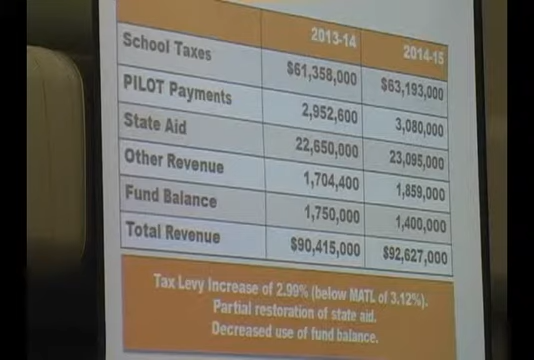 2013-14 2014-15
School Taxes $61,358,000 $63,193,000
PILOT Payments 2,952,600 3,080,000
State Aid 22,650,000 23,095,000
Other Revenue 1,704,400 1,859,000
Fund Balance 1,750,000 1,400,000
Total Revenue $90,415,000 $92,627,000
Tax Levy Increase of 2.99% (below MATL of 3.12%).
Partial restoration of state aid.
Decreased use of fund balance.